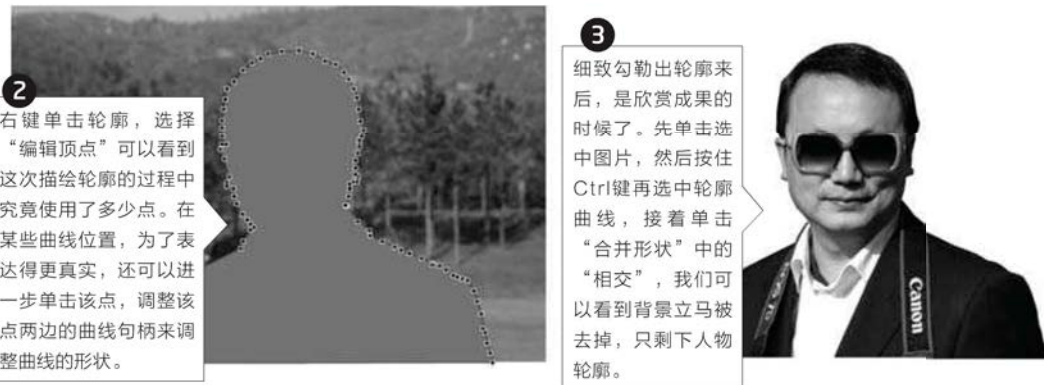 2
右键单击轮廓，选择
“编辑顶点”可以看到
这次描绘轮廓的过程中
究竟使用了多少点。在
某些曲线位置，为了表
达得更真实，还可以进
一步单击该点，调整该
点两边的曲线句柄来调
整曲线的形状。
3
细致勾勒出轮廓来
后，是欣赏成果的
时候了。先单击选
中图片，然后按住
Ctrl键再选中轮廓
曲线，接着单击
“合并形状”中的
“相交”，我们可
以看到背景立马被
去掉，只剩下人物
轮廓。
Canon